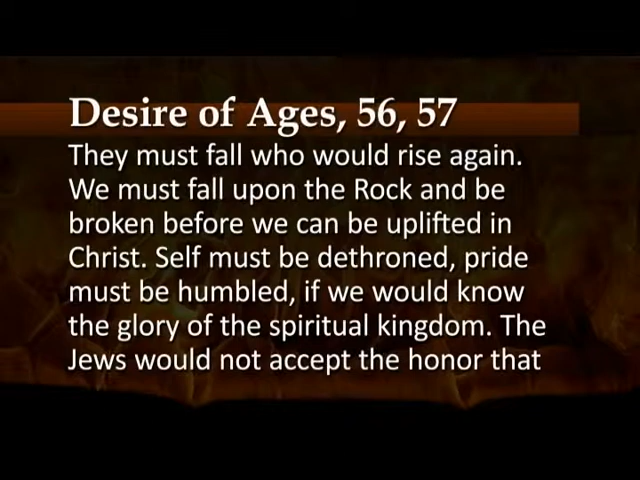 Desire of Ages, 56, 57
They must fall who would rise again.
We must fall upon the Rock and be
broken before we can be uplifted in
Christ. Self must be dethroned, pride
must be humbled, if we would know
the glory of the spiritual kingdom. The
Jews would not accept the honor that